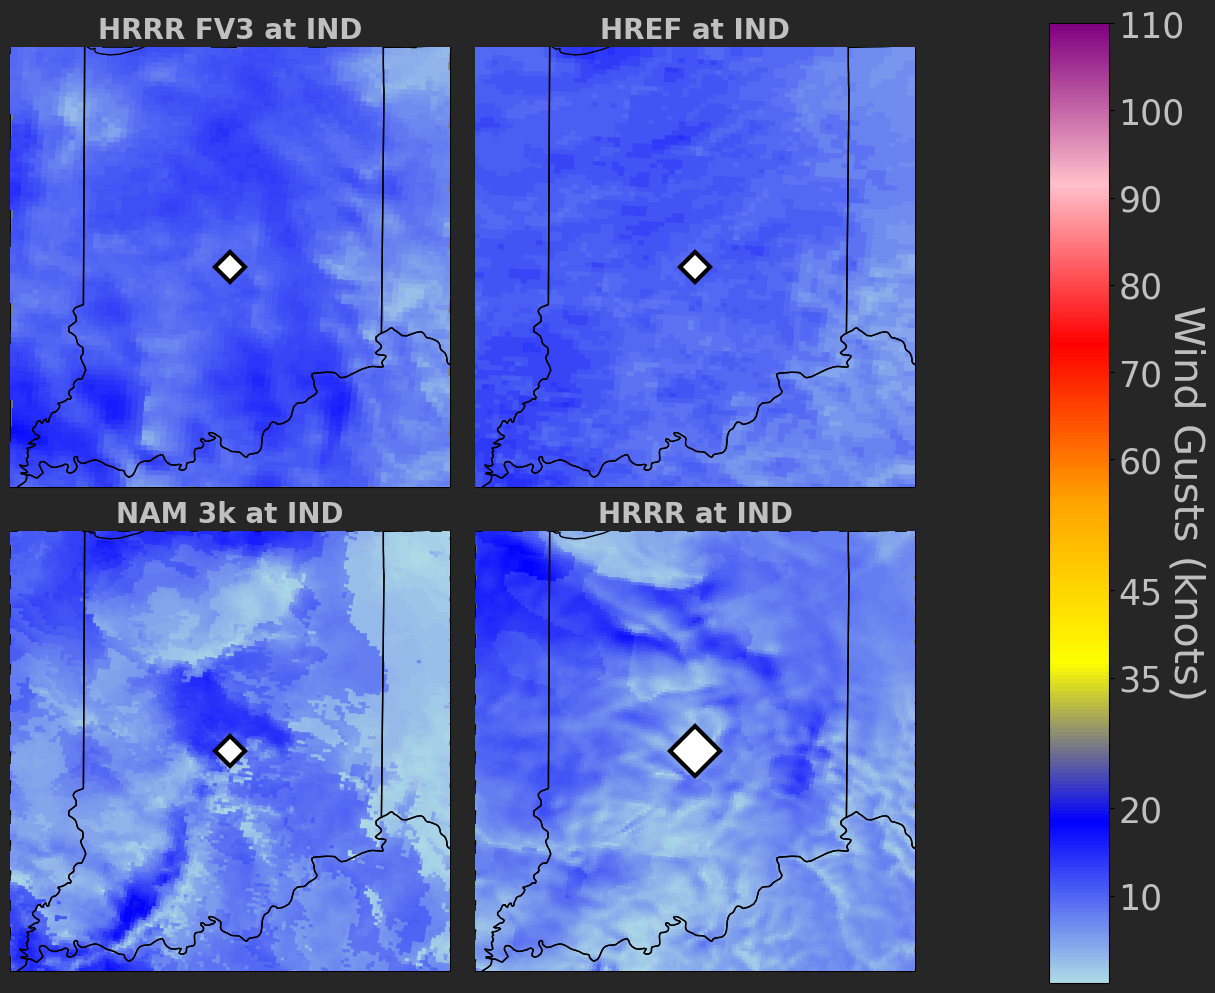 HRRR FV3 at IND
HREF at IND
NAM 3k at IND
HRRR at IND
110
100
90
80
70
60
45
35
20
10
Wind Gusts (knots)